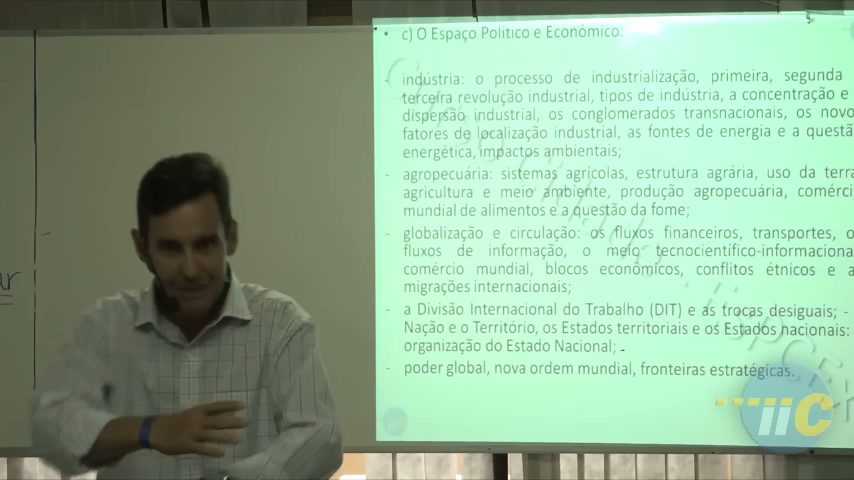 • c) O Espaço Político e Econômico:
- indústria: o processo de industrialização, primeira, segunda
terceira revolução industrial, tipos de indústria, a concentração e
dispersão industrial, os conglomerados transnacionais, os novo
fatores de localização industrial, as fontes de energia e a questã
energética, impactos ambientais;
- agropecuária: sistemas agrícolas, estrutura agrária, uso da terra
agricultura e meio ambiente, produção agropecuária, comérci
mundial de alimentos e a questão da fome;
- globalização e circulação: os fluxos financeiros, transportes, o
fluxos de informação, o meio tecnocientífico-informaciona
comércio mundial, blocos econômicos, conflitos étnicos e a
migrações internacionais;
- a Divisão Internacional do Trabalho (DIT) e as trocas desiguais; -
Nação e o Território, os Estados territoriais e os Estados nacionais:
organização do Estado Nacional;
- poder global, nova ordem mundial, fronteiras estratégicas.
ar
iiC